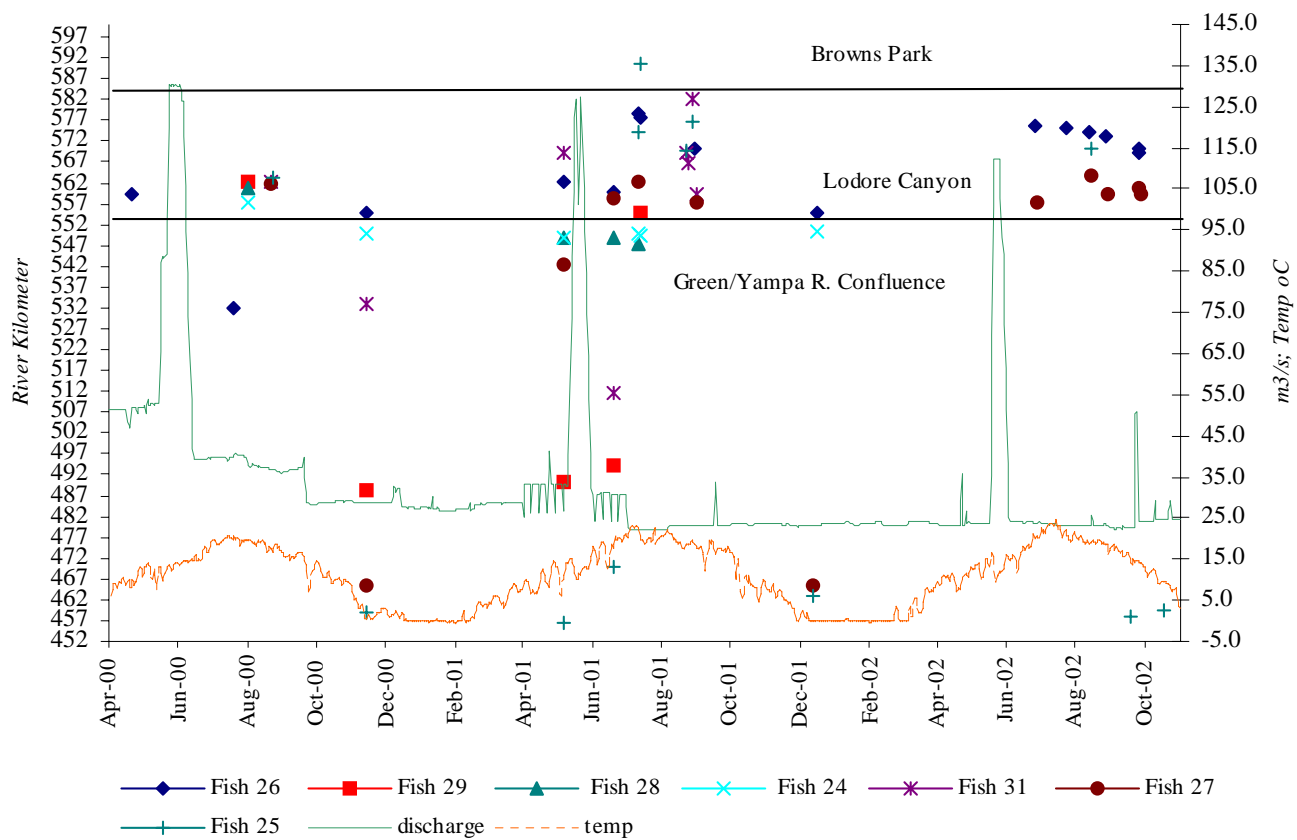 597
592
587
582
577
572
567
562
557
552
547
542
537
532
527
522
517
512
507
502
497
492
487
482
477
472
467
462
457
452
River Kilometer
Browns Park
Lodore Canyon
Green/Yampa R. Confluence
145.0
135.0
125.0
115.0
105.0
95.0
85.0
75.0
65.0
55.0
45.0
35.0
25.0
15.0
5.0
-5.0
m3/s; Temp oC
Apr-00
Jun-00
Aug-00
Oct-00
Dec-00
Feb-01
Apr-01
Jun-01
Aug-01
Oct-01
Dec-01
Feb-02
Apr-02
Jun-02
Aug-02
Oct-02
Fish 26
Fish 29
Fish 28
Fish 24
Fish 31
Fish 27
Fish 25
discharge
temp